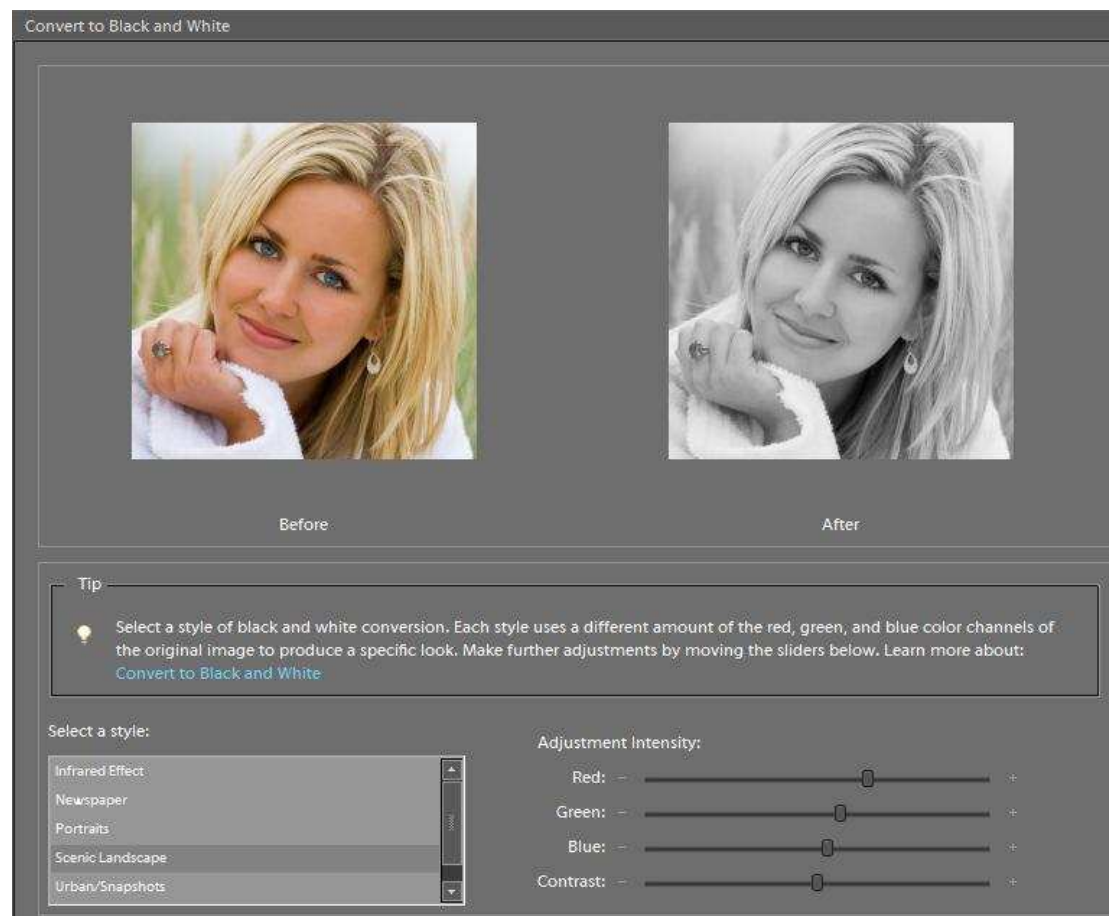 Convert to Black and White
Before
After
Tip
Select a style of black and white conversion. Each style uses a different amount of the red, green, and blue color channels of
the original image to produce a specific look. Make further adjustments by moving the sliders below. Learn more about:
Convert to Black and White
Select a style:
Infrared Effect
Newspaper
Portraits
Scenic Landscape
Urban/Snapshots
Adjustment Intensity:
Red: - +
Green: - +
Blue: - +
Contrast: - +